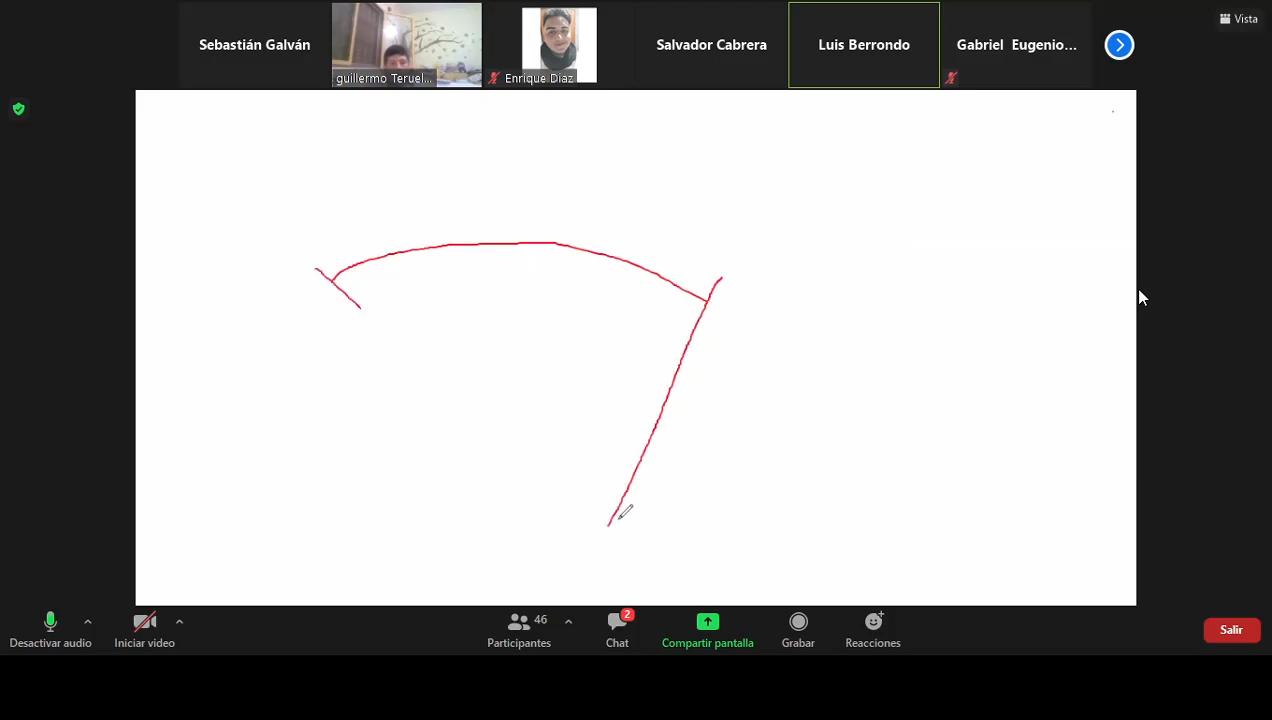 Vista
Sebastián Galván
guillermo Teruel...
Enrique Diaz
Salvador Cabrera
Luis Berrondo
Gabriel Eugenio...
Desactivar audio
Iniciar video
46
Participantes
2
Chat
Compartir pantalla
Grabar
Reacciones
Salir